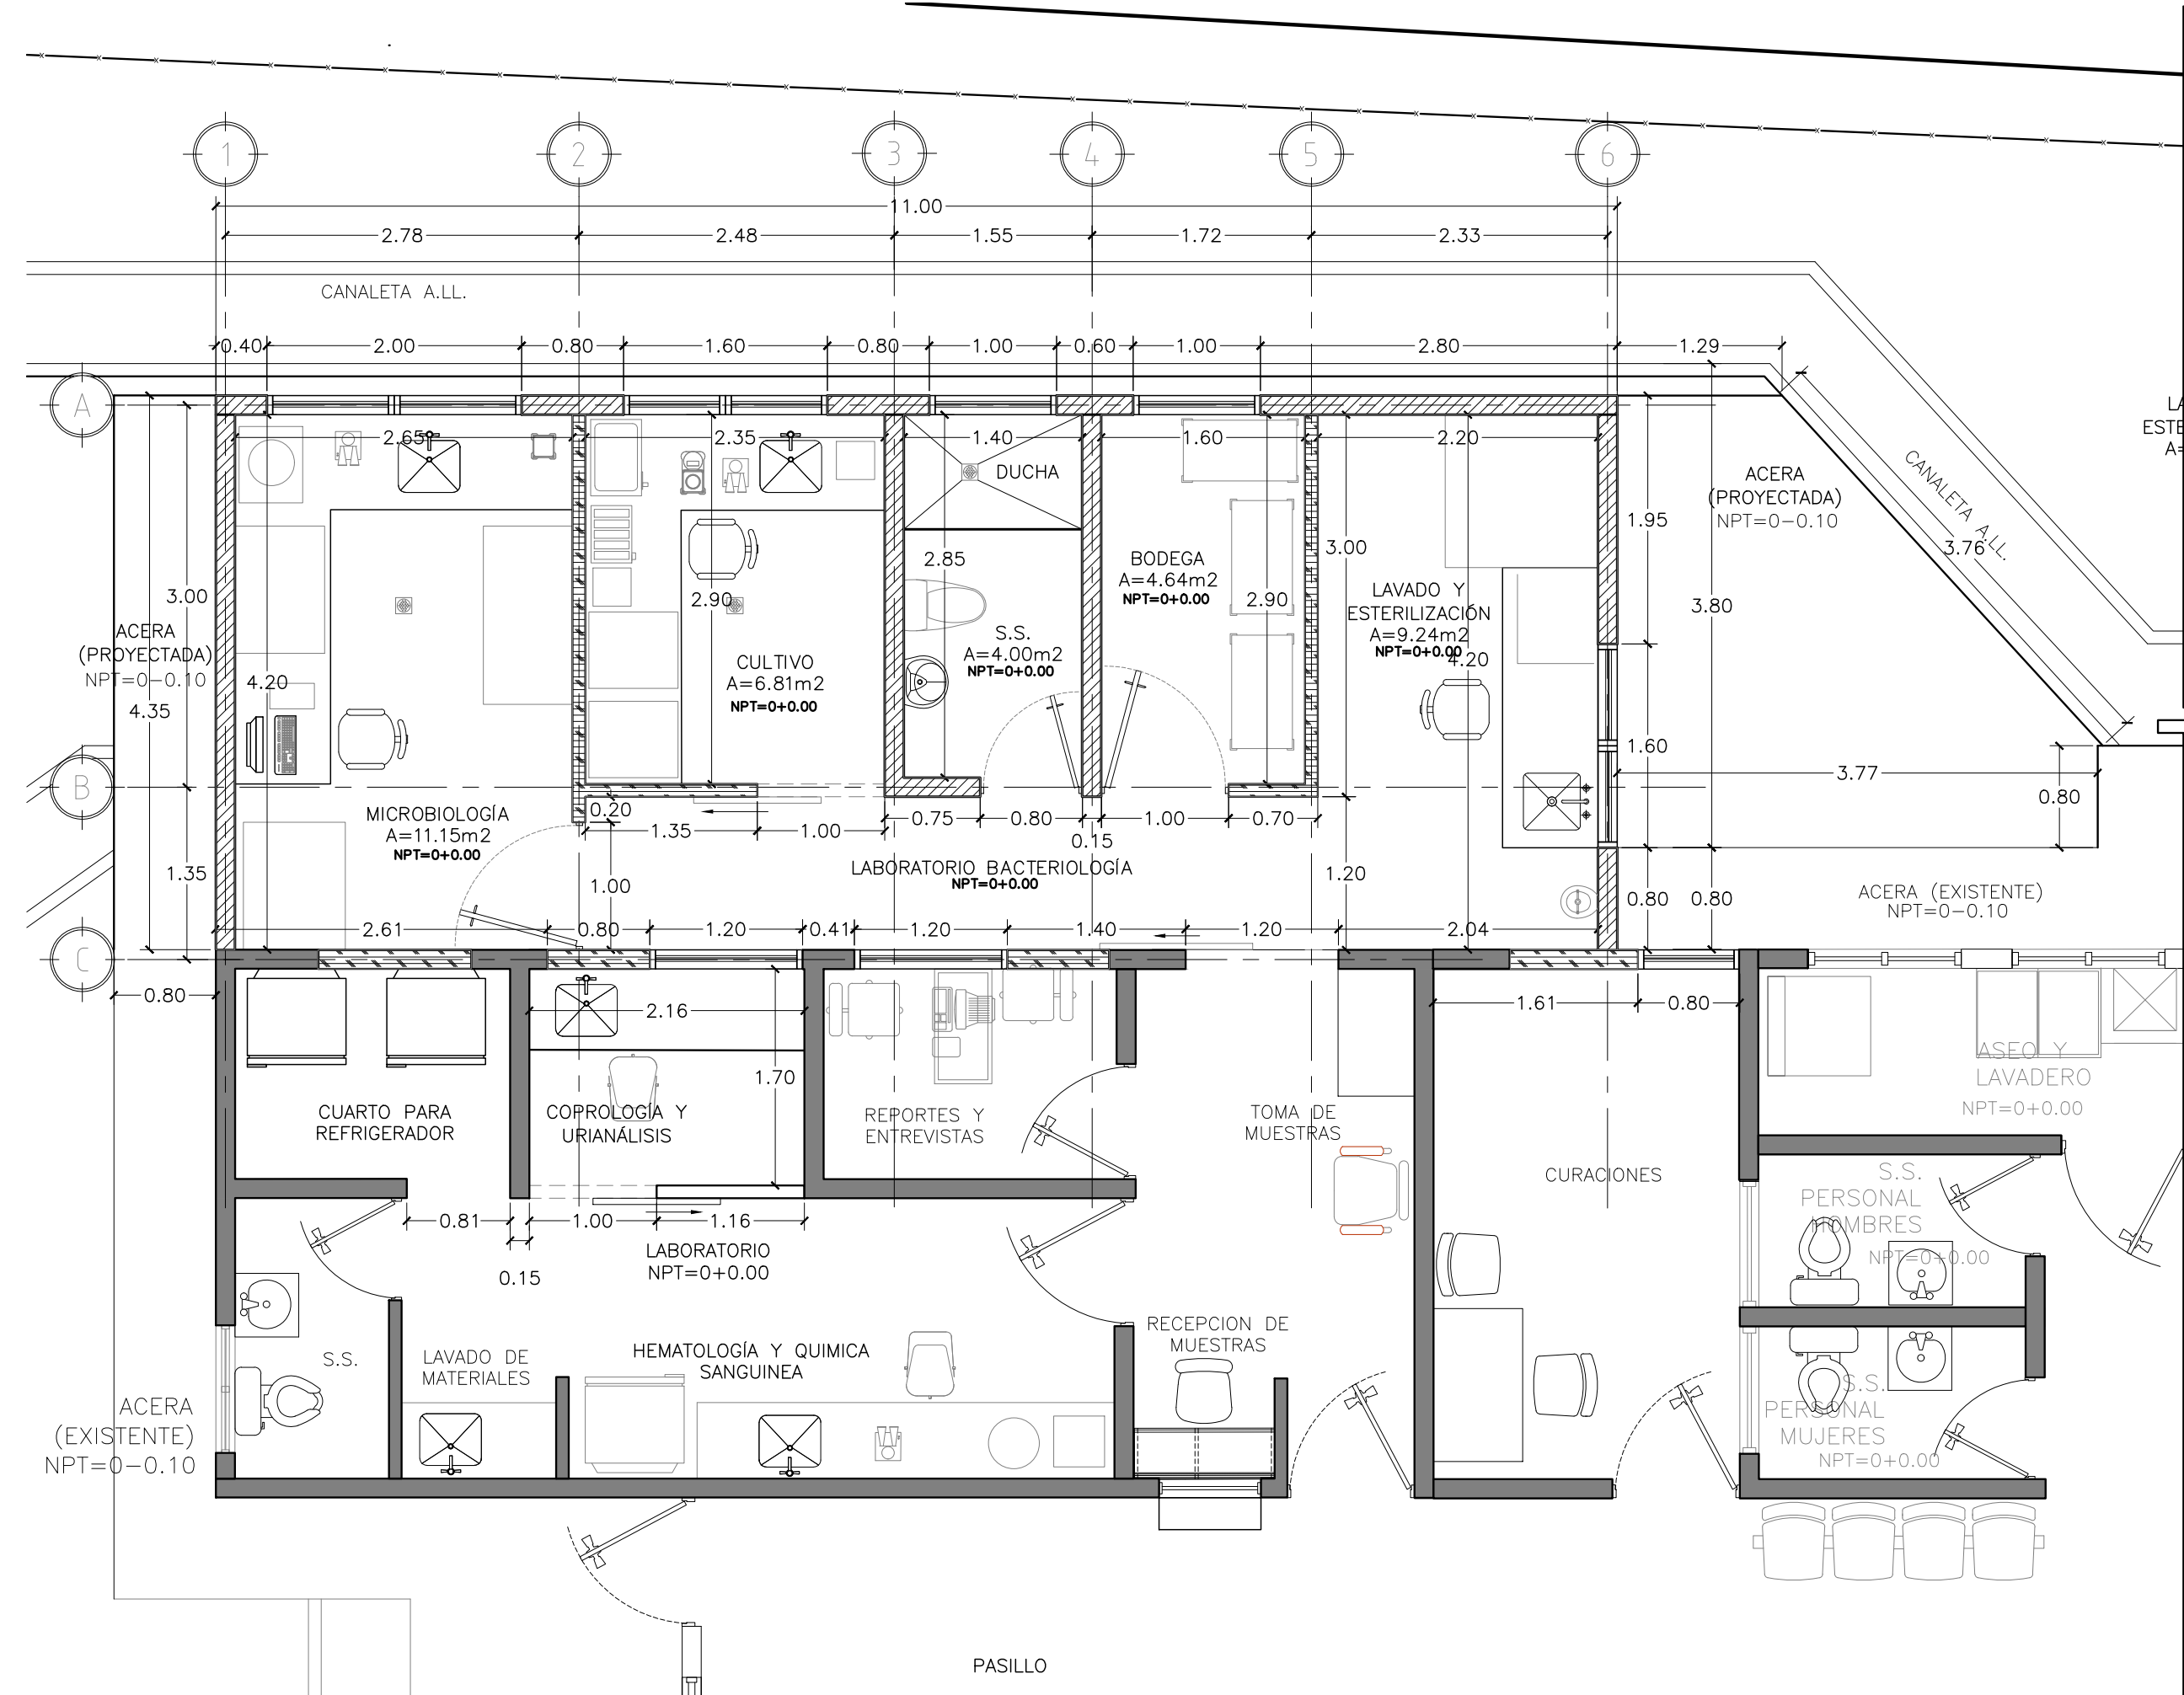 1
2
3
4
5
6
11.00
2.78
2.48
1.55
1.72
2.33
CANALETA A.LL.
0.40
2.00
0.80
1.60
0.80
1.00
0.60
1.00
2.80
1.29
A
2.65
2.35
1.40
1.60
2.20
DUCHA
ACERA
(PROYECTADA)
NPT=0-0.10
CANALETA A.LL.
3.76
1.95
3.00
2.85
BODEGA
A=4.64m2
NPT=0+0.00
2.90
2.90
3.00
LAVADO Y
ESTERILIZACIÓN
A=9.24m2
NPT=0+0.00
4.20
3.80
ACERA
(PROYECTADA)
NPT=0-0.10
4.35
4.20
S.S.
A=4.00m2
NPT=0+0.00
CULTIVO
A=6.81m2
NPT=0+0.00
1.60
3.77
0.80
B
MICROBIOLOGÍA
A=11.15m2
NPT=0+0.00
0.20
1.35
1.00
0.75
0.80
0.15
1.00
0.70
1.35
1.00
LABORATORIO BACTERIOLOGÍA
NPT=0+0.00
1.20
0.80
0.80
ACERA (EXISTENTE)
NPT=0-0.10
2.61
0.80
1.20
0.41
1.20
1.40
1.20
2.04
C
0.80
2.16
1.61
0.80
1.70
ASEO Y
LAVADERO
NPT=0+0.00
CUARTO PARA
REFRIGERADOR
COPROLOGÍA Y
URIANÁLISIS
REPORTES Y
ENTREVISTAS
TOMA DE
MUESTRAS
CURACIONES
S.S.
PERSONAL
HOMBRES
NPT=0+0.00
0.81
1.00
1.16
0.15
LABORATORIO
NPT=0+0.00
RECEPCION DE
MUESTRAS
S.S.
LAVADO DE
MATERIALES
HEMATOLOGÍA Y QUIMICA
SANGUINEA
S.S.
PERSONAL
MUJERES
NPT=0+0.00
ACERA
(EXISTENTE)
NPT=0-0.10
PASILLO